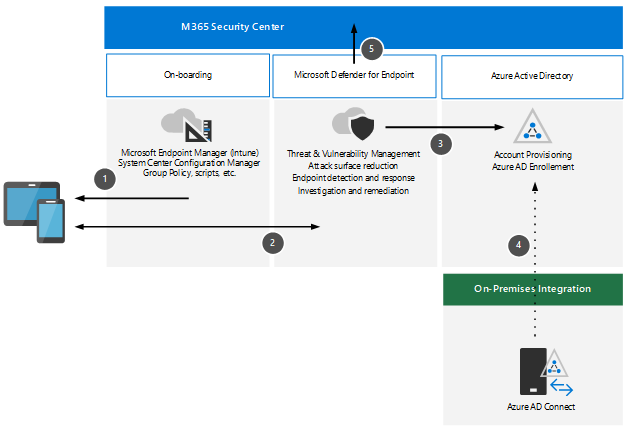 M365 Security Center
5
On-boarding
Microsoft Defender for Endpoint
Azure Active Directory
Microsoft Endpoint Manager (Intune)
System Center Configuration Manager
Group Policy, scripts, etc.
Threat & Vulnerability Management
Attack surface reduction
Endpoint detection and response
Investigation and remediation
3
Account Provisioning
Azure AD Enrollment
1
2
4
On-Premises Integration
Azure AD Connect